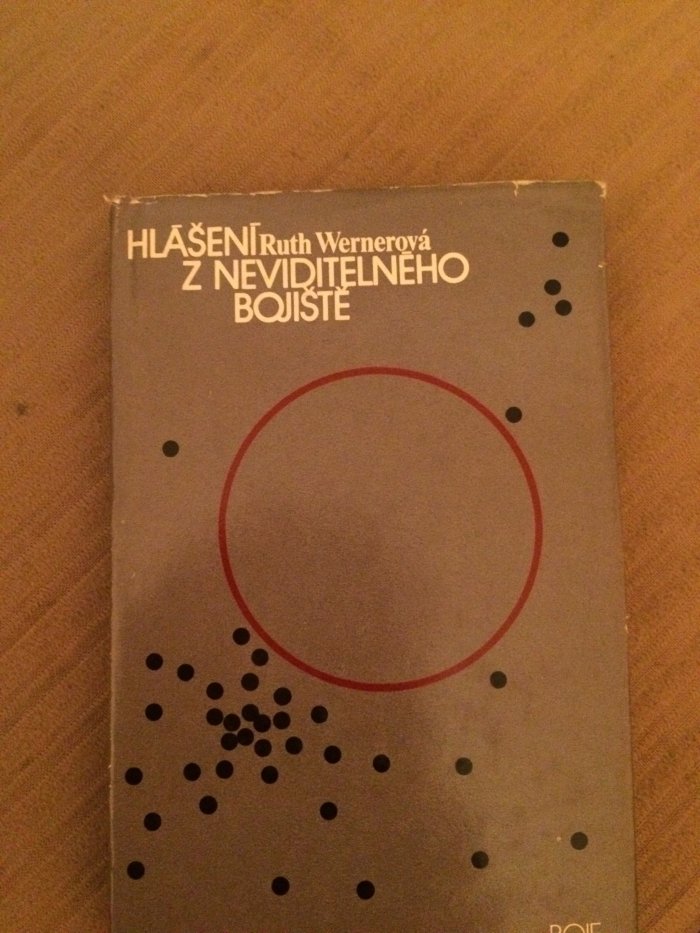 HLÁŠENÍ Ruth Wernerová
Z NEVIDITELNÉHO
BOJIŠTĚ